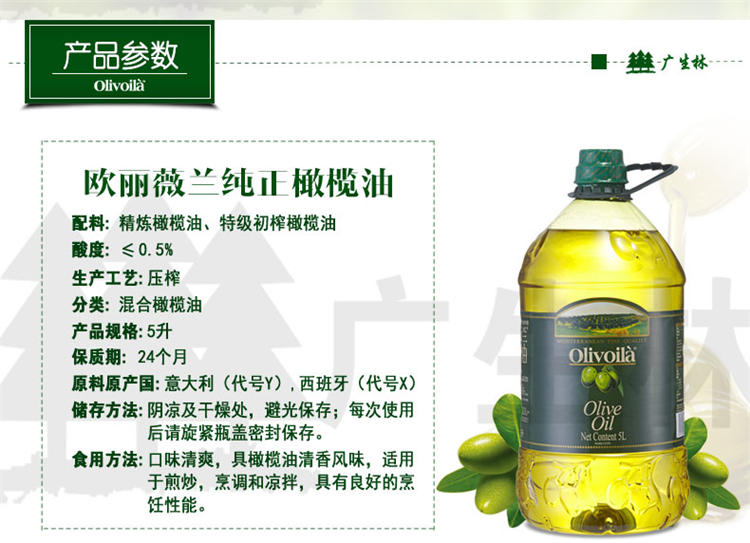 产品参数
Olivoilà
广生林
欧丽薇兰纯正橄榄油
配料: 精炼橄榄油、特级初榨橄榄油
酸度: ≤0.5%
生产工艺: 压榨
分类: 混合橄榄油
产品规格: 5升
保质期: 24个月
原料原产国: 意大利（代号Y）, 西班牙（代号X）
储存方法: 阴凉及干燥处，避光保存；每次使用
后请旋紧瓶盖密封保存。
食用方法: 口味清爽，具橄榄油清香风味，适用
于煎炒，烹调和凉拌，具有良好的烹
饪性能。
广生林
MEDITERRANEAN FINE QUALITY
Olivoilà
Olive
Oil
Net Content 5L